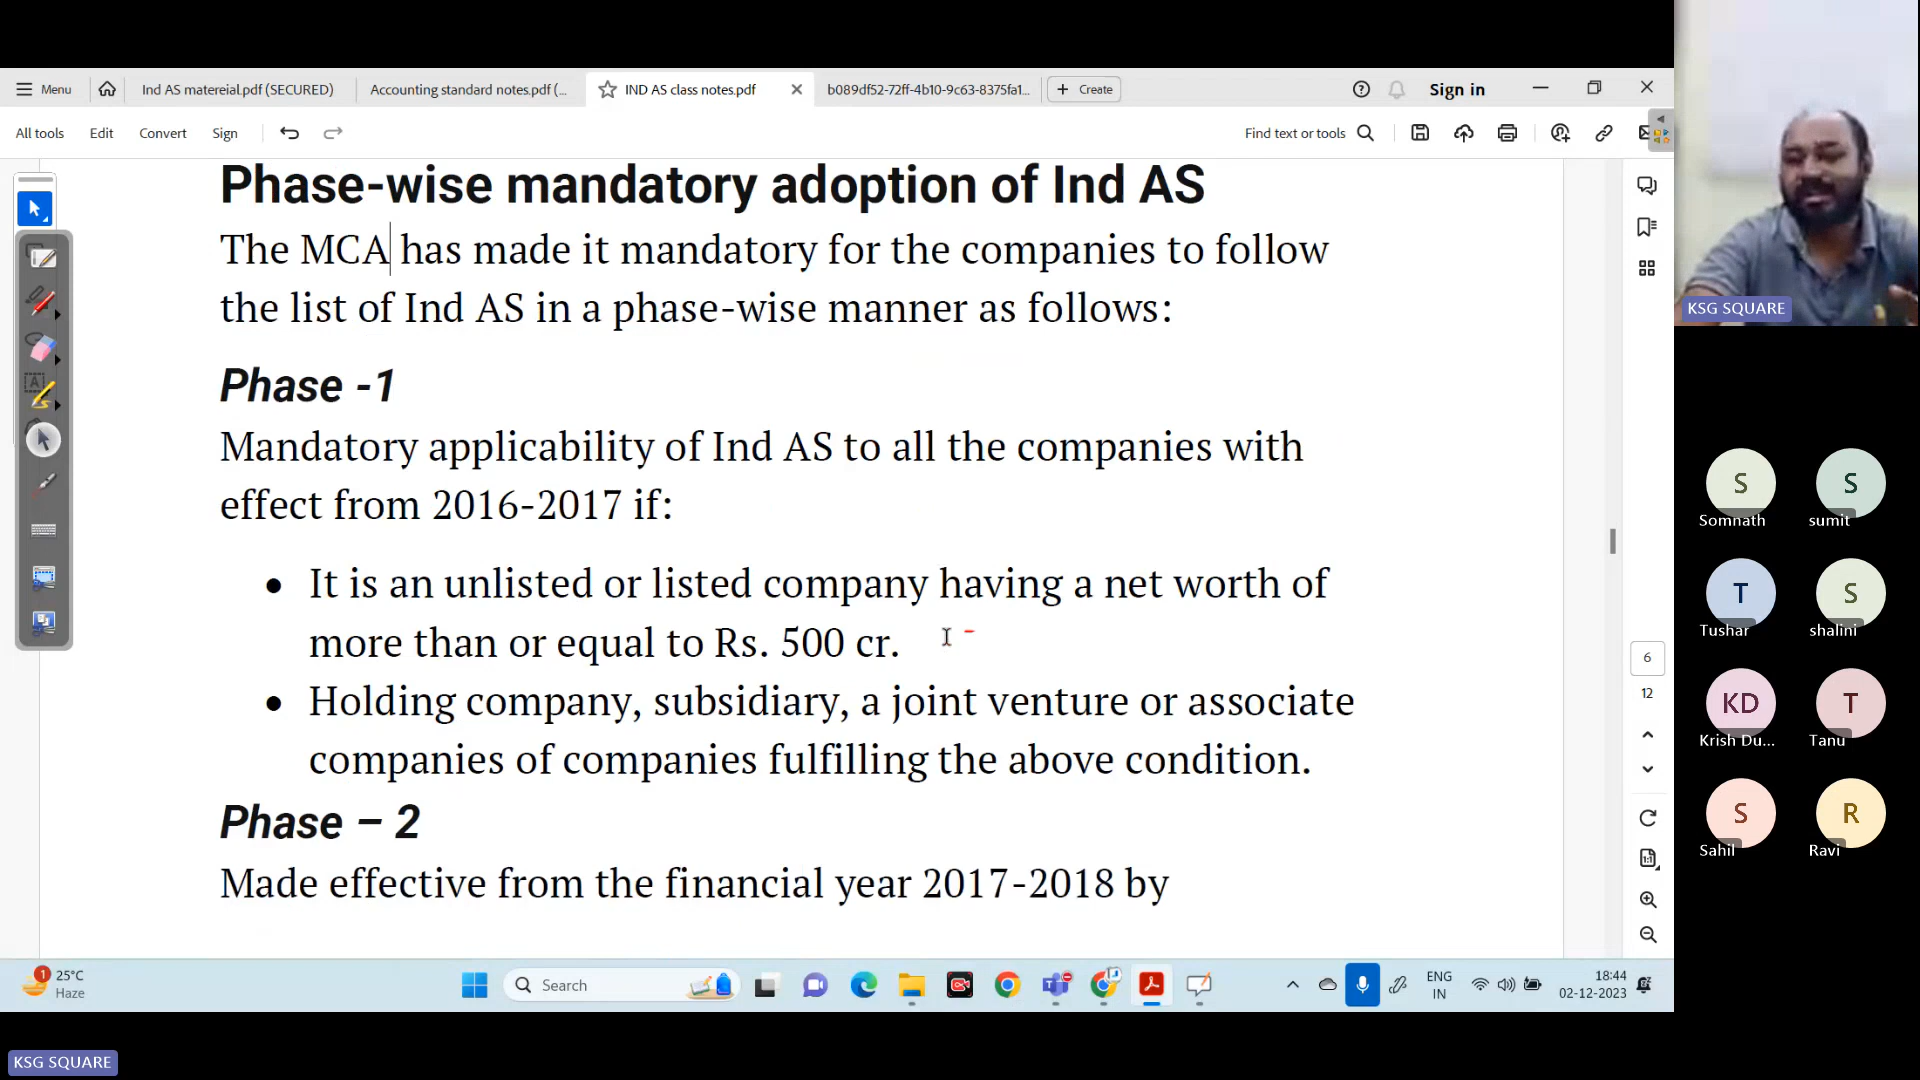 Menu
Ind AS matereial.pdf (SECURED)
Accounting standard notes.pdf (...
IND AS class notes.pdf
b089df52-72ff-4b10-9c63-8375fa1...
Create
Sign in
All tools
Edit
Convert
Sign
Find text or tools
Phase-wise mandatory adoption of Ind AS
The MCA has made it mandatory for the companies to follow
the list of Ind AS in a phase-wise manner as follows:
Phase -1
Mandatory applicability of Ind AS to all the companies with
effect from 2016-2017 if:
• It is an unlisted or listed company having a net worth of
more than or equal to Rs. 500 cr.
• Holding company, subsidiary, a joint venture or associate
companies of companies fulfilling the above condition.
Phase – 2
Made effective from the financial year 2017-2018 by
6
12
1
25°C
Haze
Search
ENG
IN
18:44
02-12-2023
KSG SQUARE
S
Somnath
S
sumit
T
Tushar
S
shalini
KD
Krish Du...
T
Tanu
S
Sahil
R
Ravi
KSG SQUARE